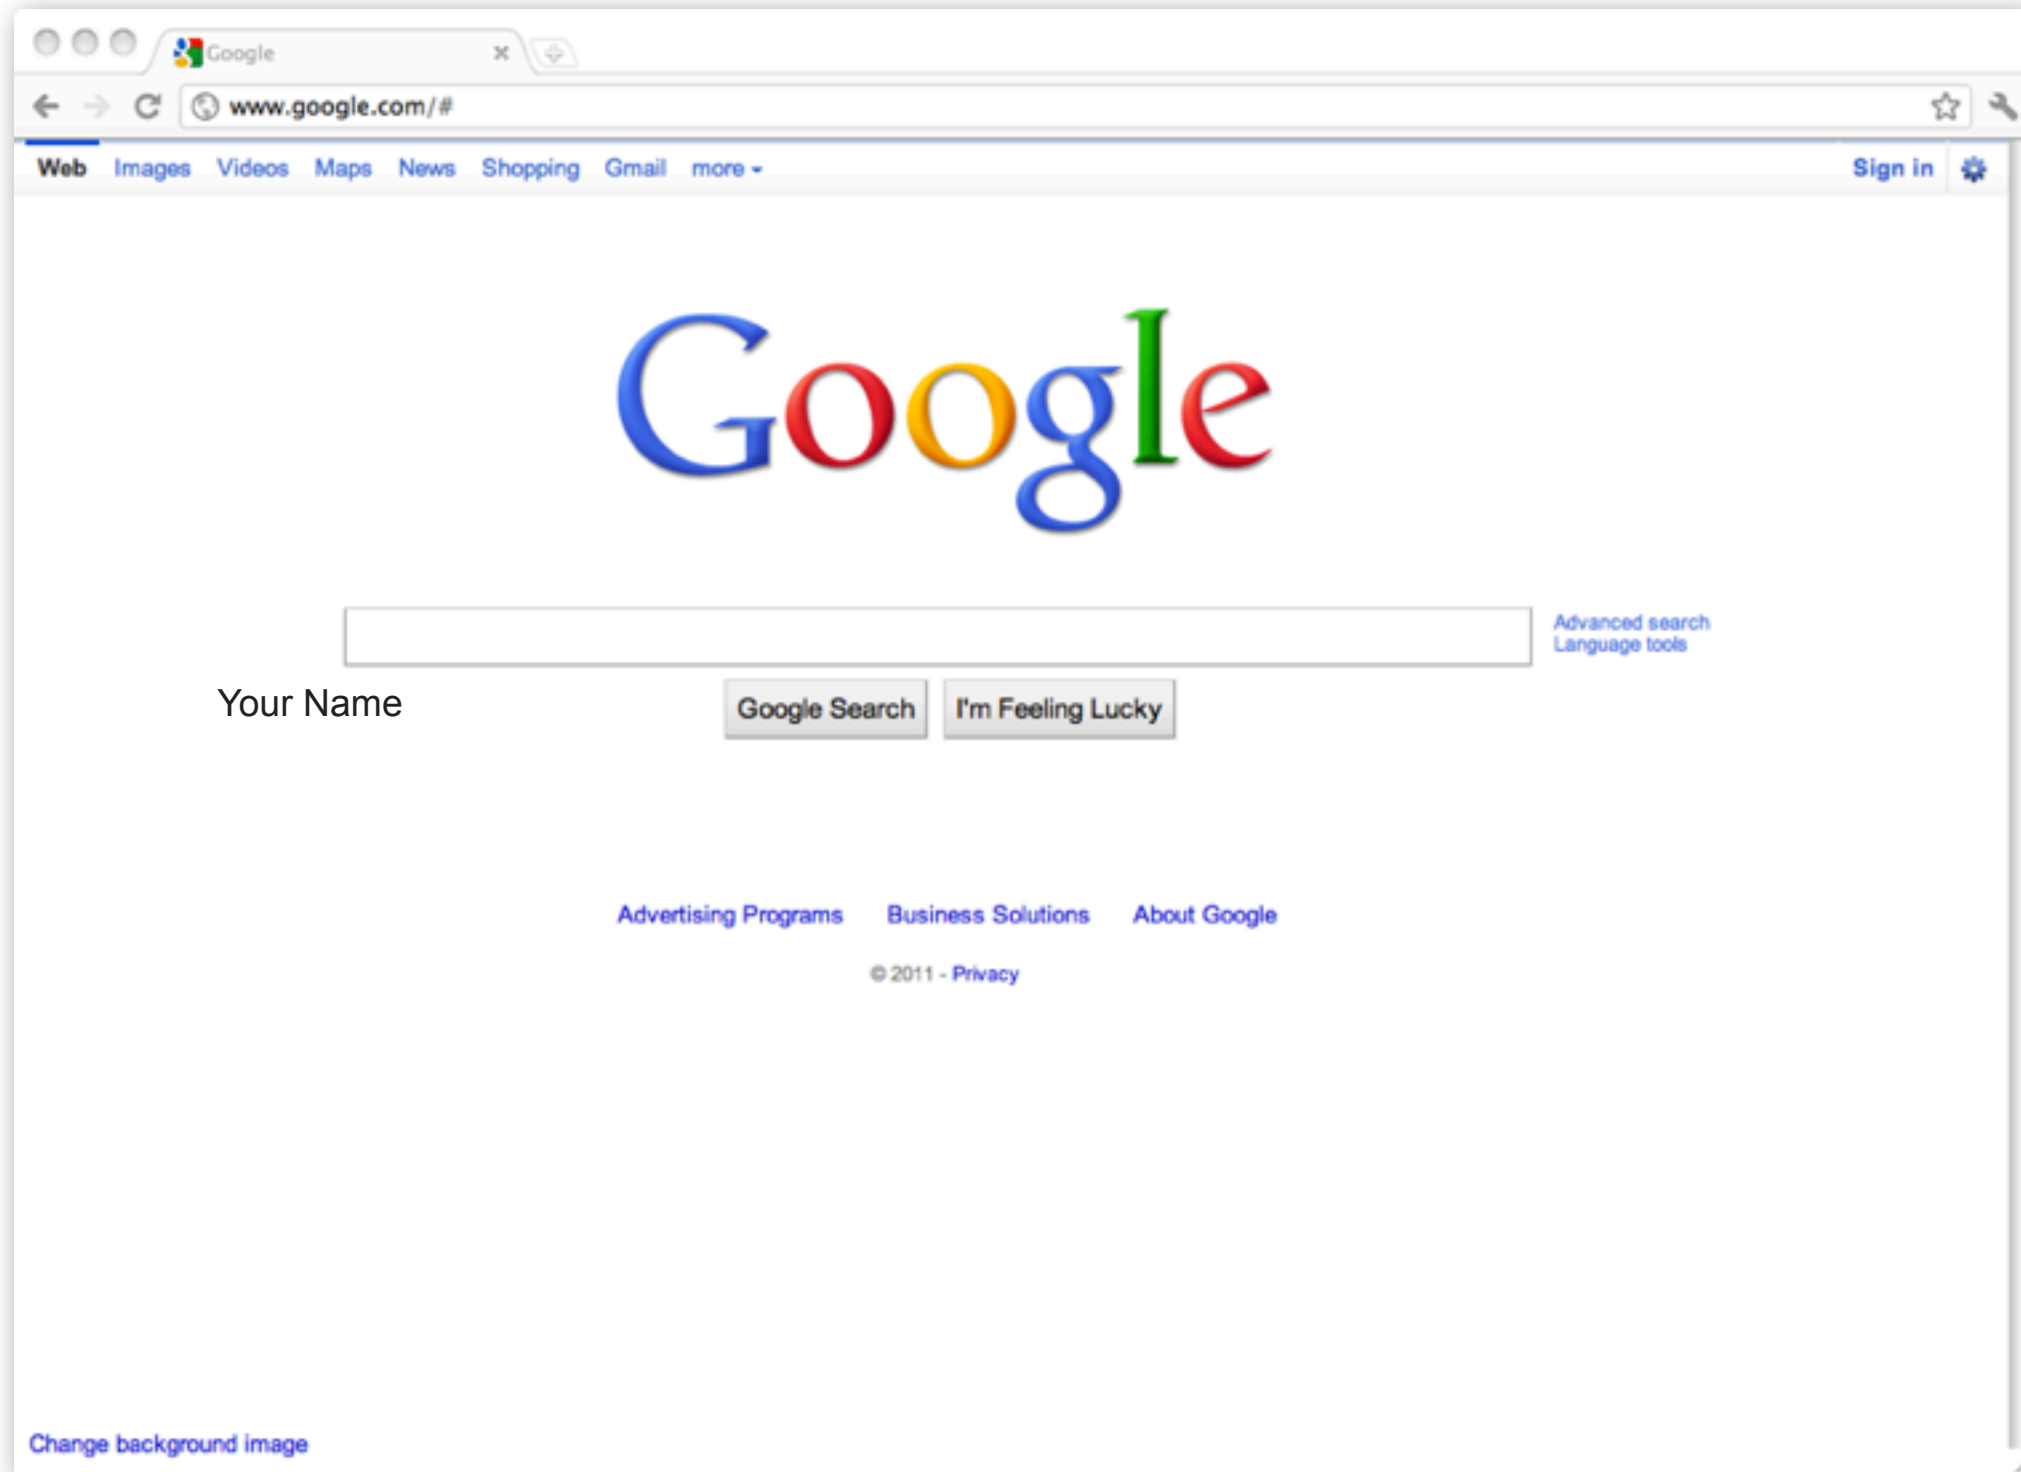 Google
www.google.com/#
Web Images Videos Maps News Shopping Gmail more
Sign in
Google
Advanced search
Language tools
Your Name
Google Search
I'm Feeling Lucky
Advertising Programs Business Solutions About Google
© 2011 - Privacy
Change background image